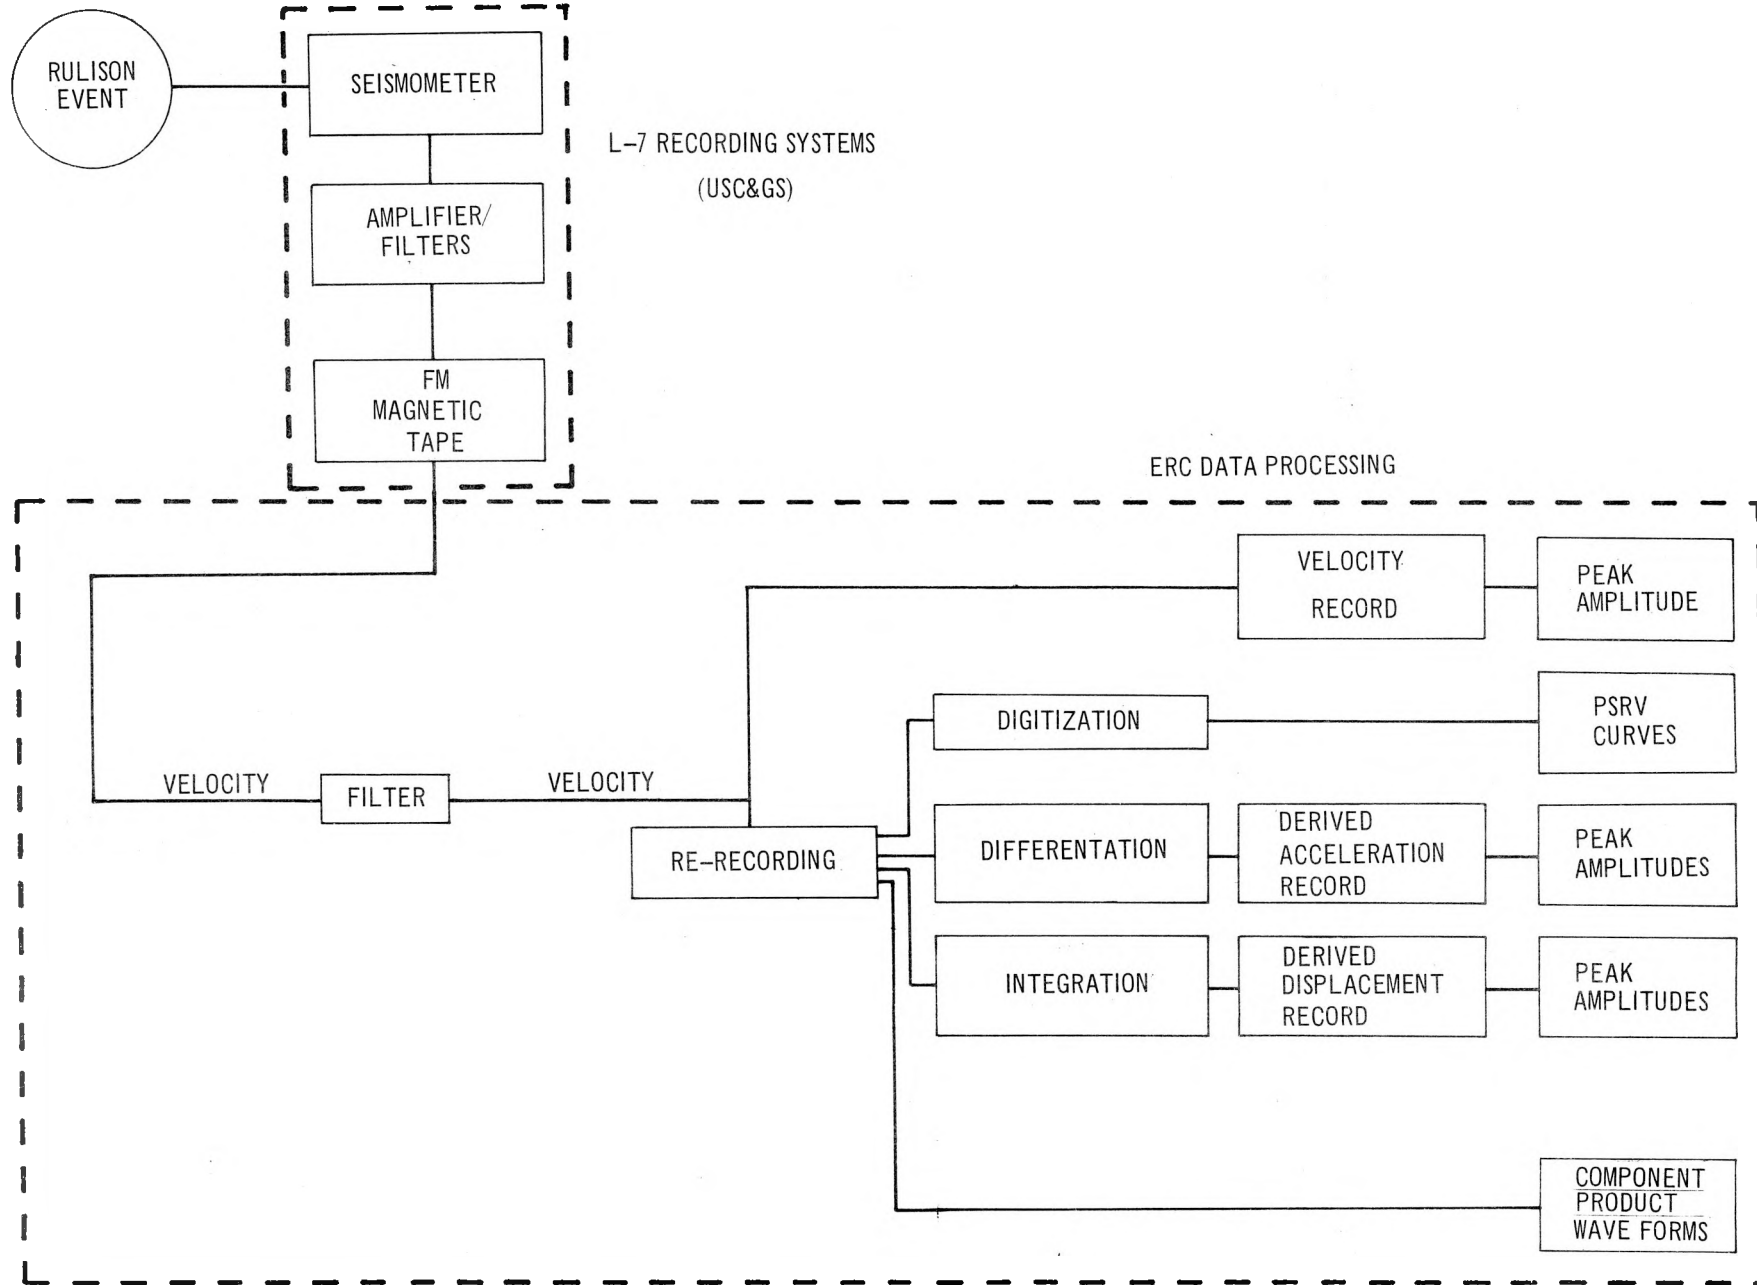 RULISON
EVENT
SEISMOMETER
L-7 RECORDING SYSTEMS
(USC&GS)
AMPLIFIER/
FILTERS
FM
MAGNETIC
TAPE
ERC DATA PROCESSING
VELOCITY
RECORD
PEAK
AMPLITUDE
DIGITIZATION
PSRV
CURVES
VELOCITY
FILTER
VELOCITY
RE-RECORDING
DIFFERENTATION
DERIVED
ACCELERATION
RECORD
PEAK
AMPLITUDES
INTEGRATION
DERIVED
DISPLACEMENT
RECORD
PEAK
AMPLITUDES
COMPONENT
PRODUCT
WAVE FORMS